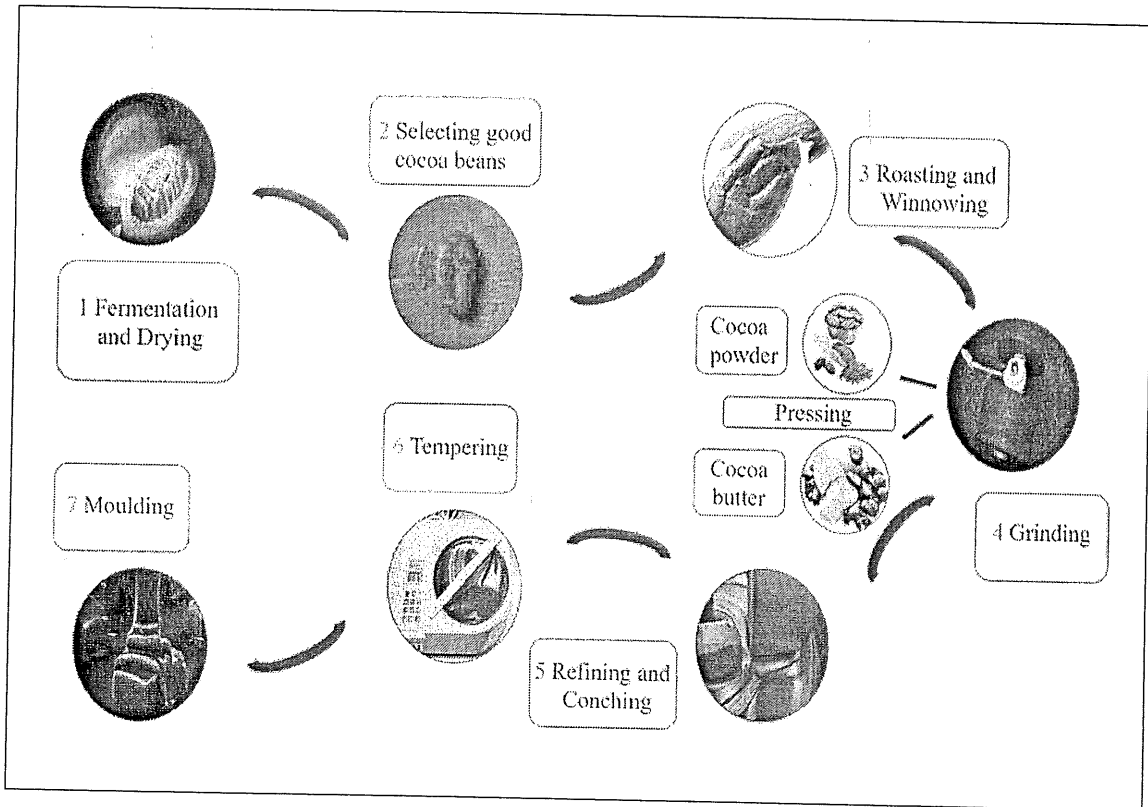 1 Fermentation
and Drying
2 Selecting good
cocoa beans
3 Roasting and
Winnowing
Cocoa
powder
Pressing
Cocoa
butter
4 Grinding
5 Refining and
Conching
6 Tempering
7 Moulding